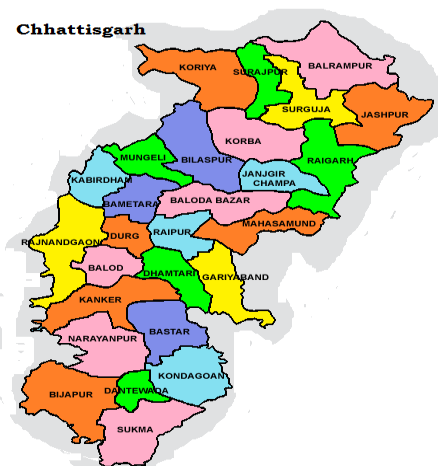 Chhattisgarh
KORIYA
SURAJPUR
BALRAMPUR
SURGUJA
JASHPUR
KORBA
MUNGELI
BILASPUR
RAIGARH
JANJGIR
CHAMPA
KABIRDHAM
BAMETARA
BALODA BAZAR
MAHASAMUND
RAJNANDGAON
DURG
RAIPUR
BALOD
DHAMTARI
GARIYABAND
KANKER
BASTAR
NARAYANPUR
KONDAGOAN
BIJAPUR
DANTEWADA
SUKMA